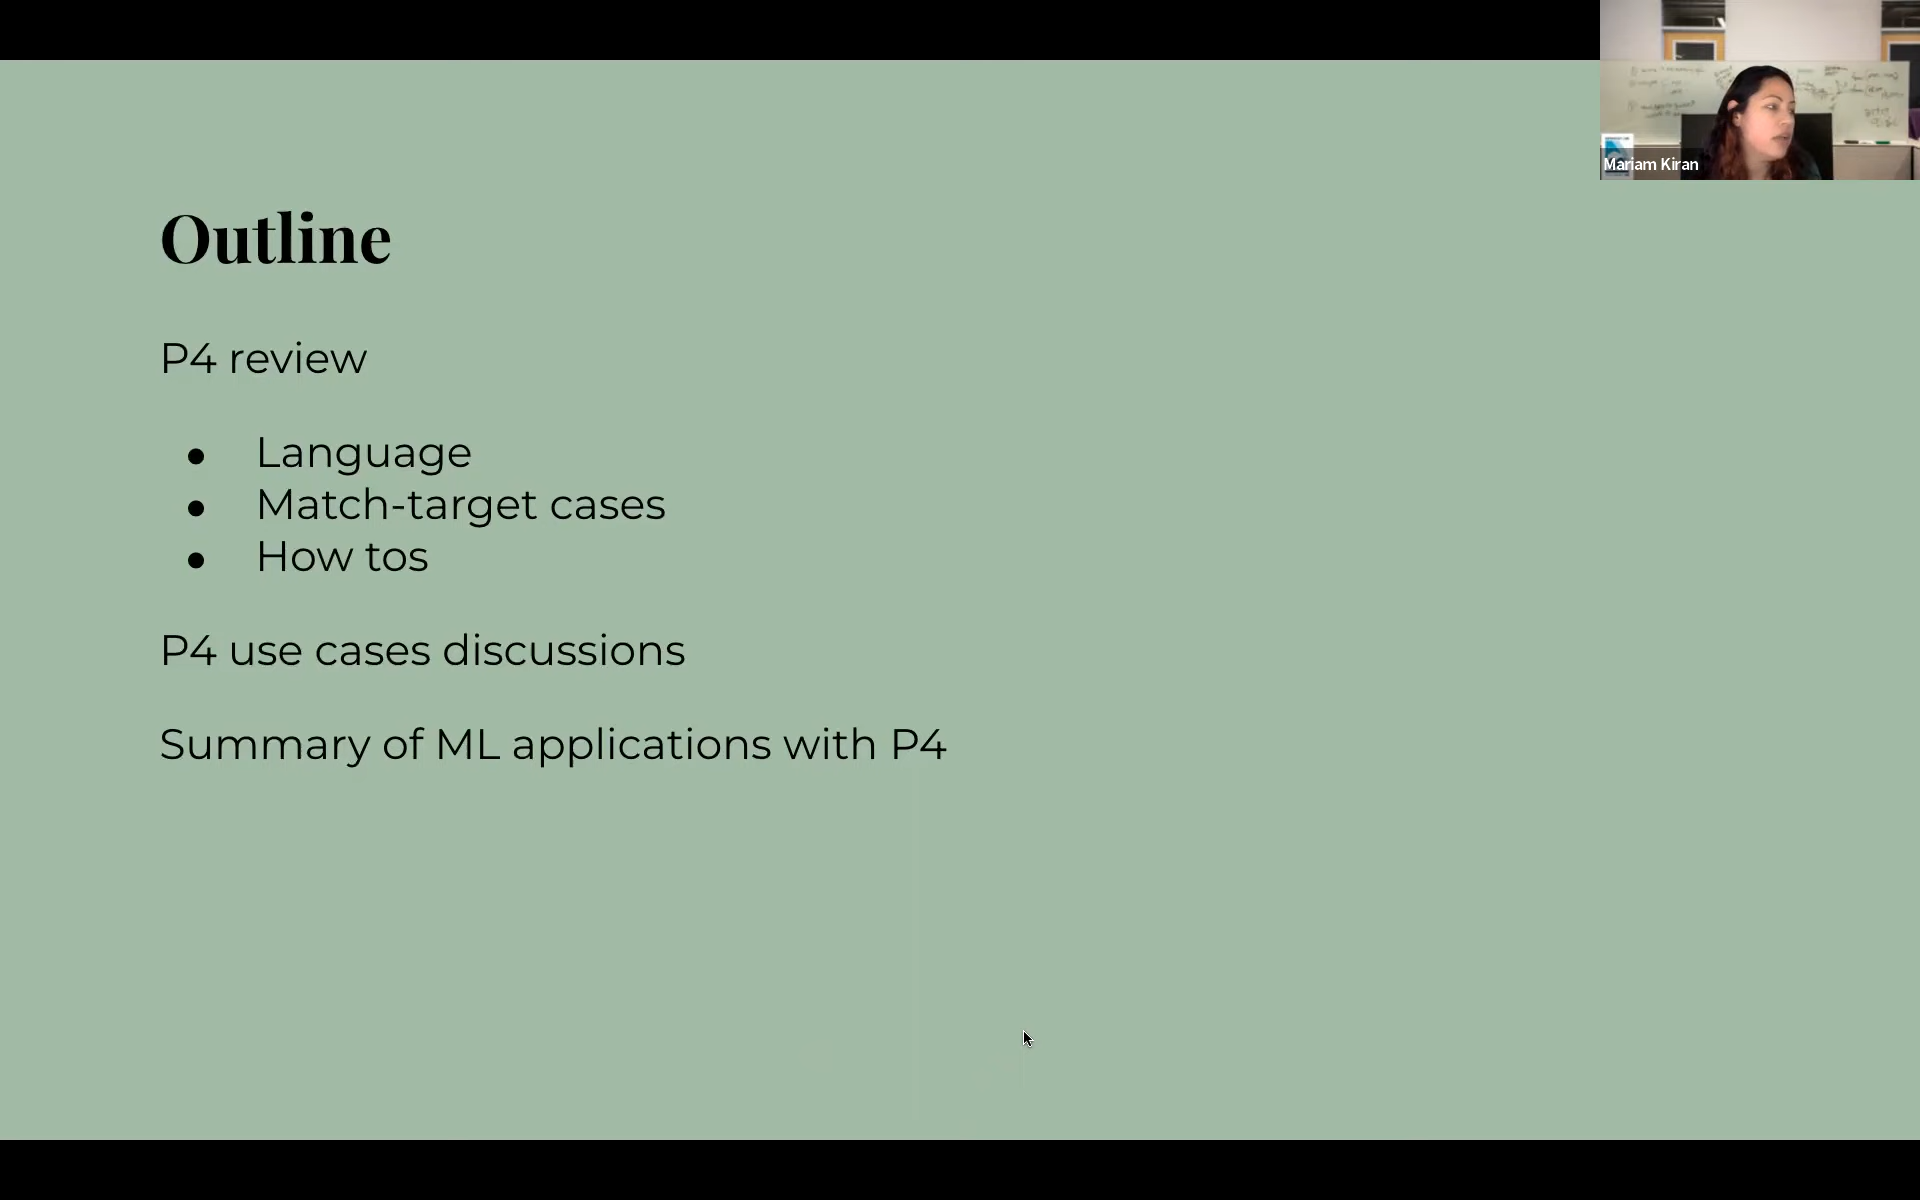 Outline
P4 review
● Language
● Match-target cases
● How tos
P4 use cases discussions
Summary of ML applications with P4
Mariam Kiran